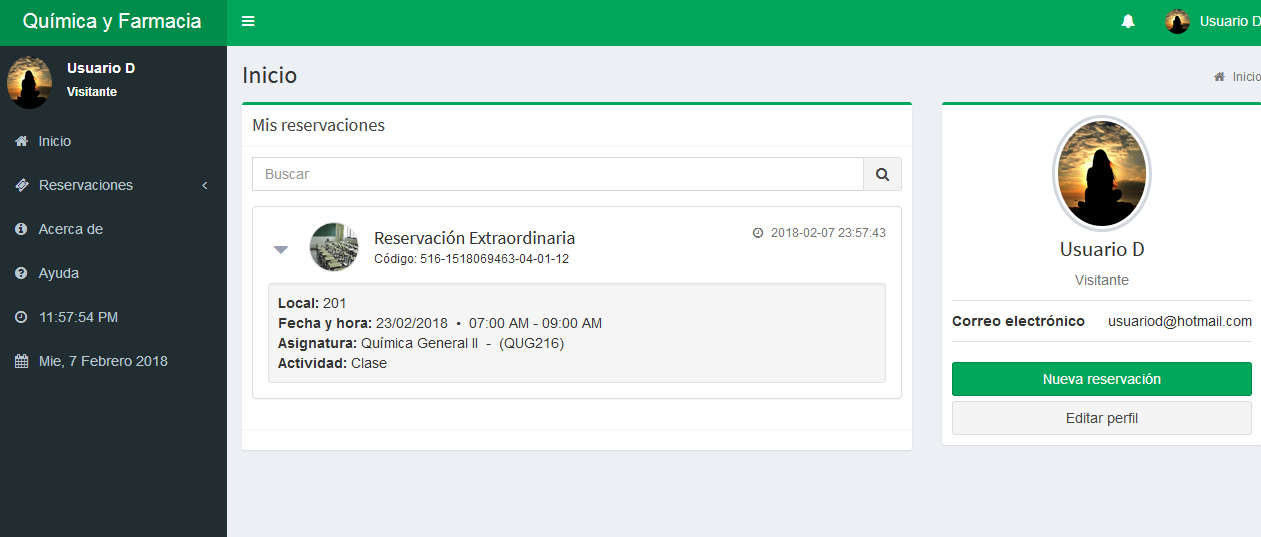 Química y Farmacia
Usuario D
Usuario D
Visitante
Inicio
Reservaciones
Acerca de
Ayuda
11:57:54 PM
Mie, 7 Febrero 2018
Inicio
Inicio
Mis reservaciones
Buscar
Reservación Extraordinaria
2018-02-07 23:57:43
Código: 516-1518069463-04-01-12
Local: 201
Fecha y hora: 23/02/2018 • 07:00 AM - 09:00 AM
Asignatura: Química General II - (QUG216)
Actividad: Clase
Usuario D
Visitante
Correo electrónico usuariod@hotmail.com
Nueva reservación
Editar perfil